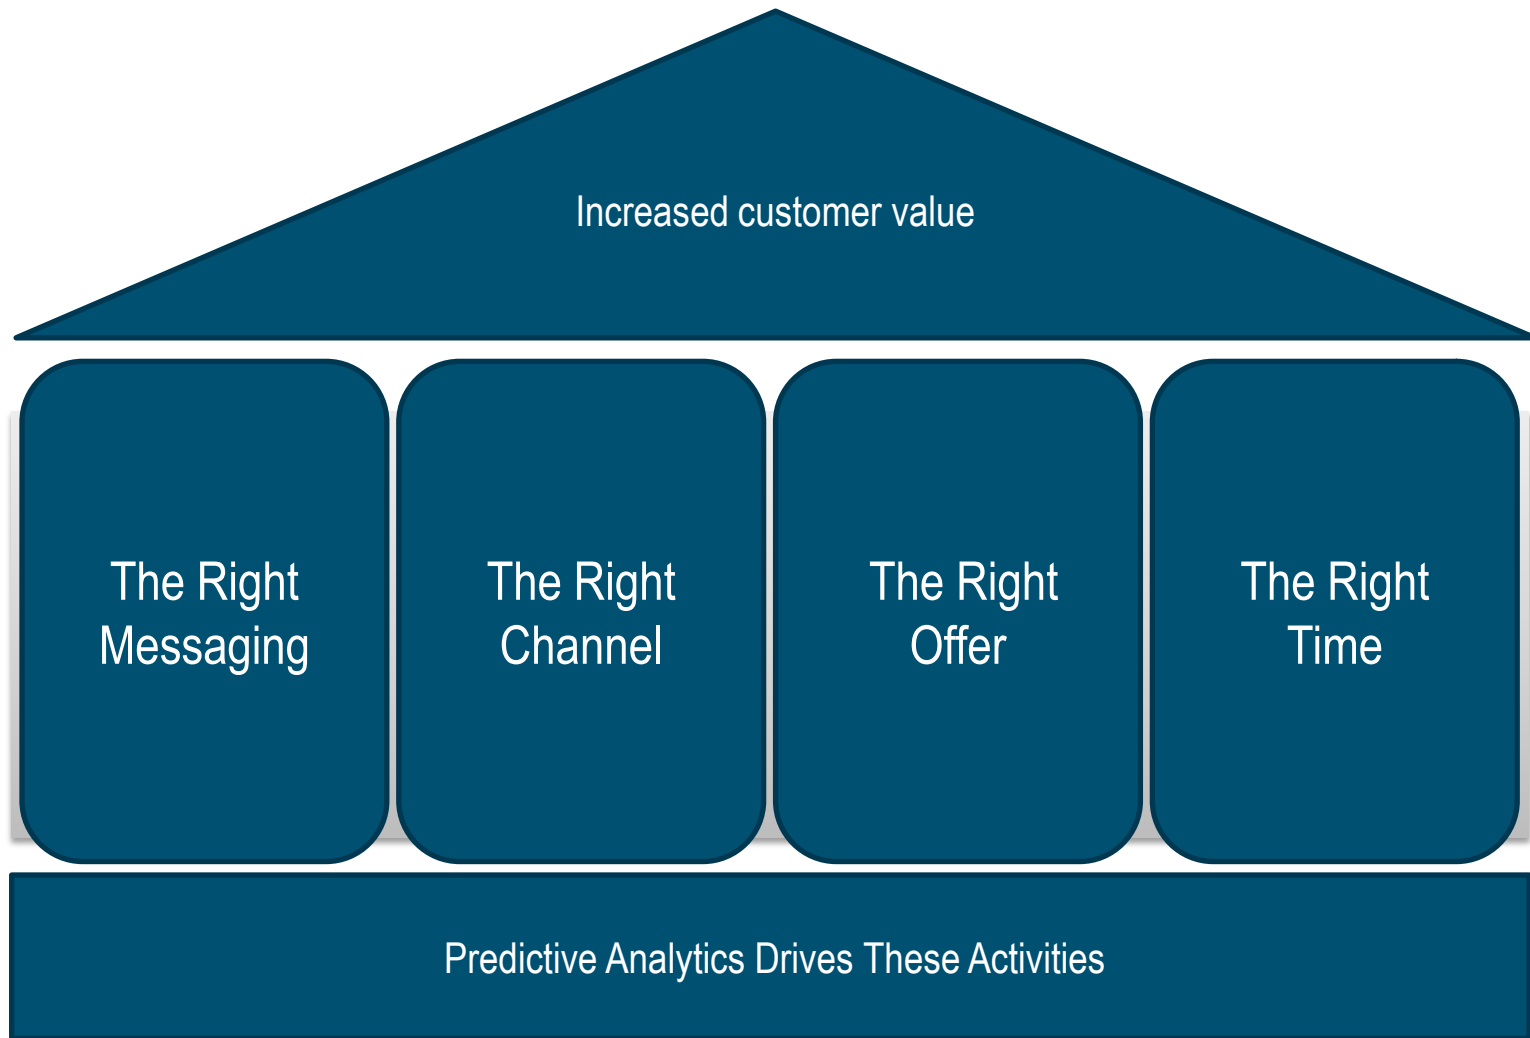 Increased customer value
The Right
Messaging
The Right
Channel
The Right
Offer
The Right
Time
Predictive Analytics Drives These Activities